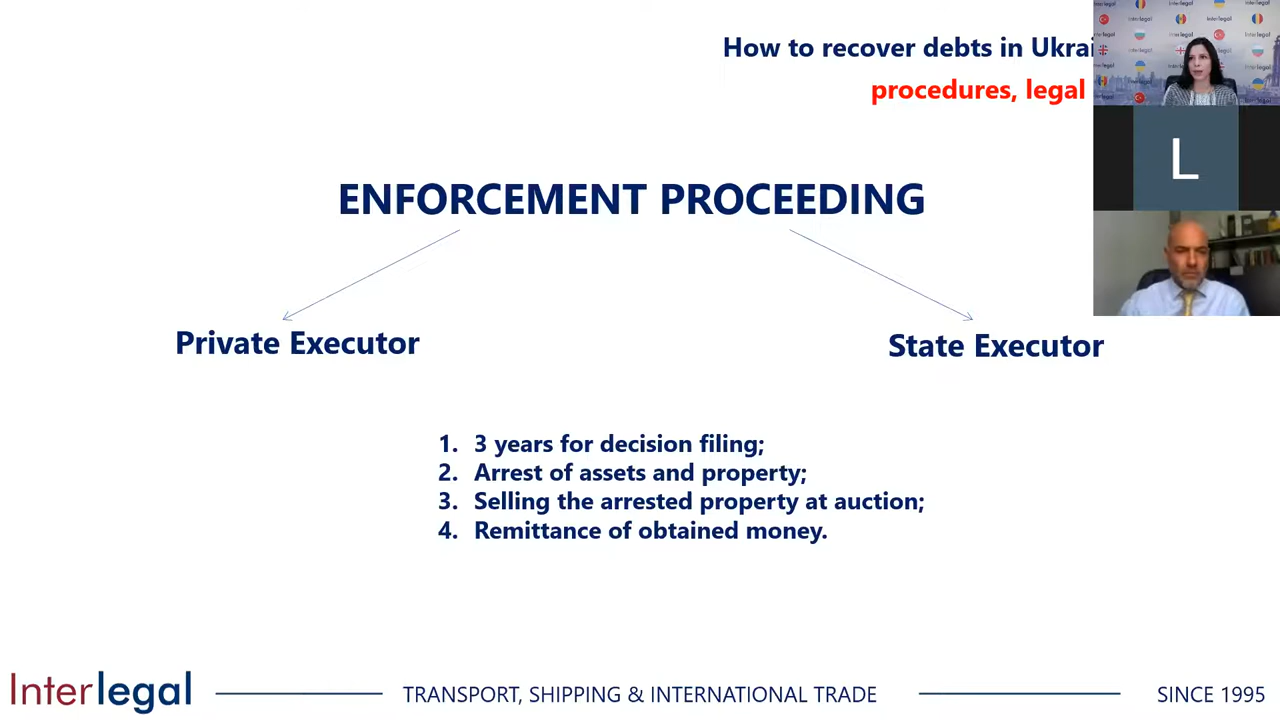 How to recover debts in Ukrai
procedures, legal
L
ENFORCEMENT PROCEEDING
Private Executor
State Executor
1. 3 years for decision filing;
2. Arrest of assets and property;
3. Selling the arrested property at auction;
4. Remittance of obtained money.
Interlegal
TRANSPORT, SHIPPING & INTERNATIONAL TRADE
SINCE 1995